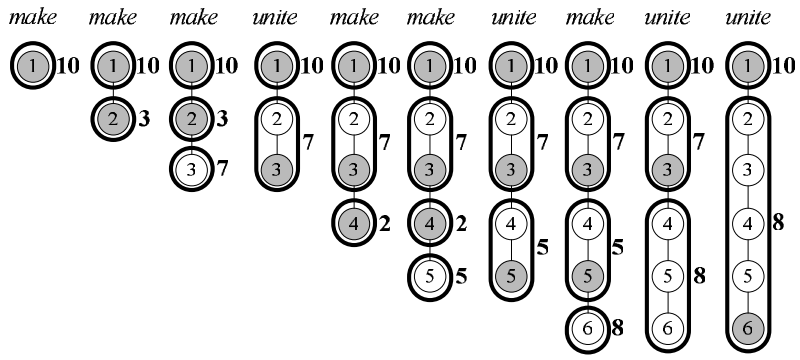 make make make unite make make unite make unite unite
1 10 1 10 1 10 1 10 1 10 1 10 1 10 1 10 1 10 1 10
2 3 2 3 2 2 2 2 2 2 2
7 7 7 7 7 7
3 7 3 3 3 3 3 3 3
4 2 4 2 4 4 4 4 8
5 5
5 5 5 5 8 5
6 8 6 6